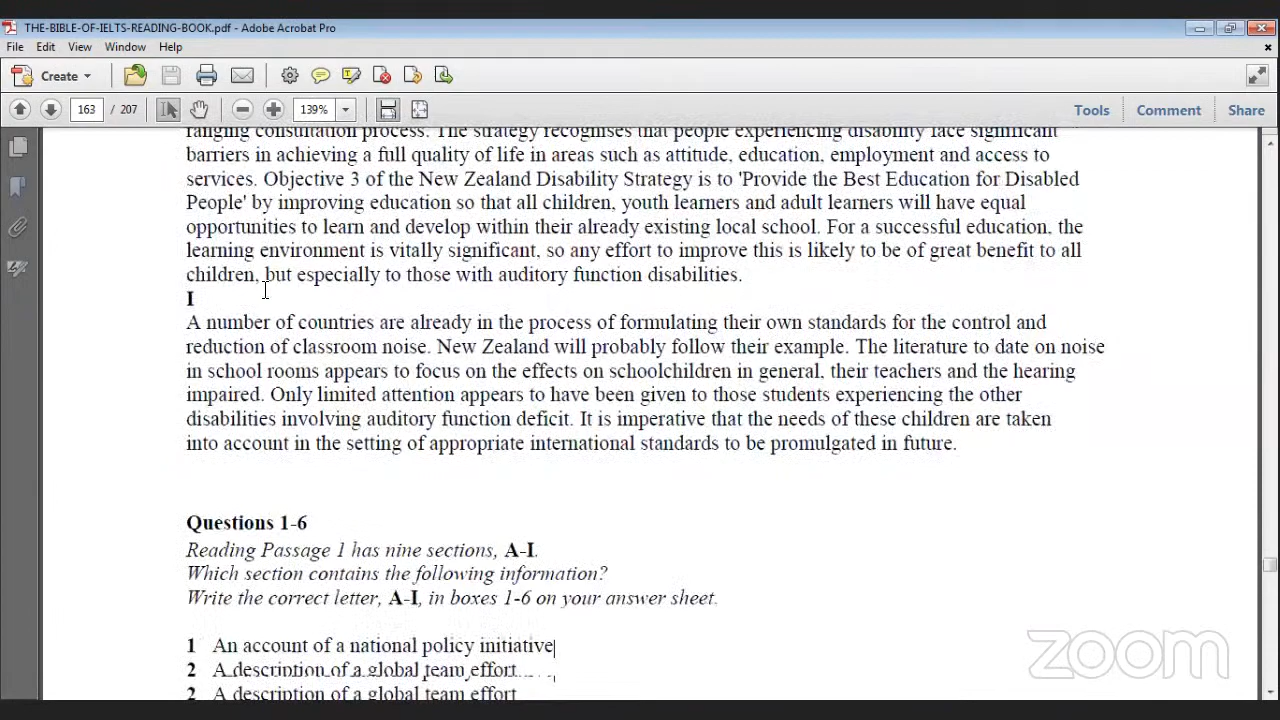 THE-BIBLE-OF-IELTS-READING-BOOK.pdf - Adobe Acrobat Pro
File Edit View Window Help
Create
163 / 207 139% Tools Comment Share
ranging consultation process. The strategy recognises that people experiencing disability face significant
barriers in achieving a full quality of life in areas such as attitude, education, employment and access to
services. Objective 3 of the New Zealand Disability Strategy is to 'Provide the Best Education for Disabled
People' by improving education so that all children, youth learners and adult learners will have equal
opportunities to learn and develop within their already existing local school. For a successful education, the
learning environment is vitally significant, so any effort to improve this is likely to be of great benefit to all
children, but especially to those with auditory function disabilities.
I
A number of countries are already in the process of formulating their own standards for the control and
reduction of classroom noise. New Zealand will probably follow their example. The literature to date on noise
in school rooms appears to focus on the effects on schoolchildren in general, their teachers and the hearing
impaired. Only limited attention appears to have been given to those students experiencing the other
disabilities involving auditory function deficit. It is imperative that the needs of these children are taken
into account in the setting of appropriate international standards to be promulgated in future.
Questions 1-6
Reading Passage 1 has nine sections, A-I.
Which section contains the following information?
Write the correct letter, A-I, in boxes 1-6 on your answer sheet.
1 An account of a national policy initiative
2 A description of a global team effort
2 A description of a global team effort
zoom